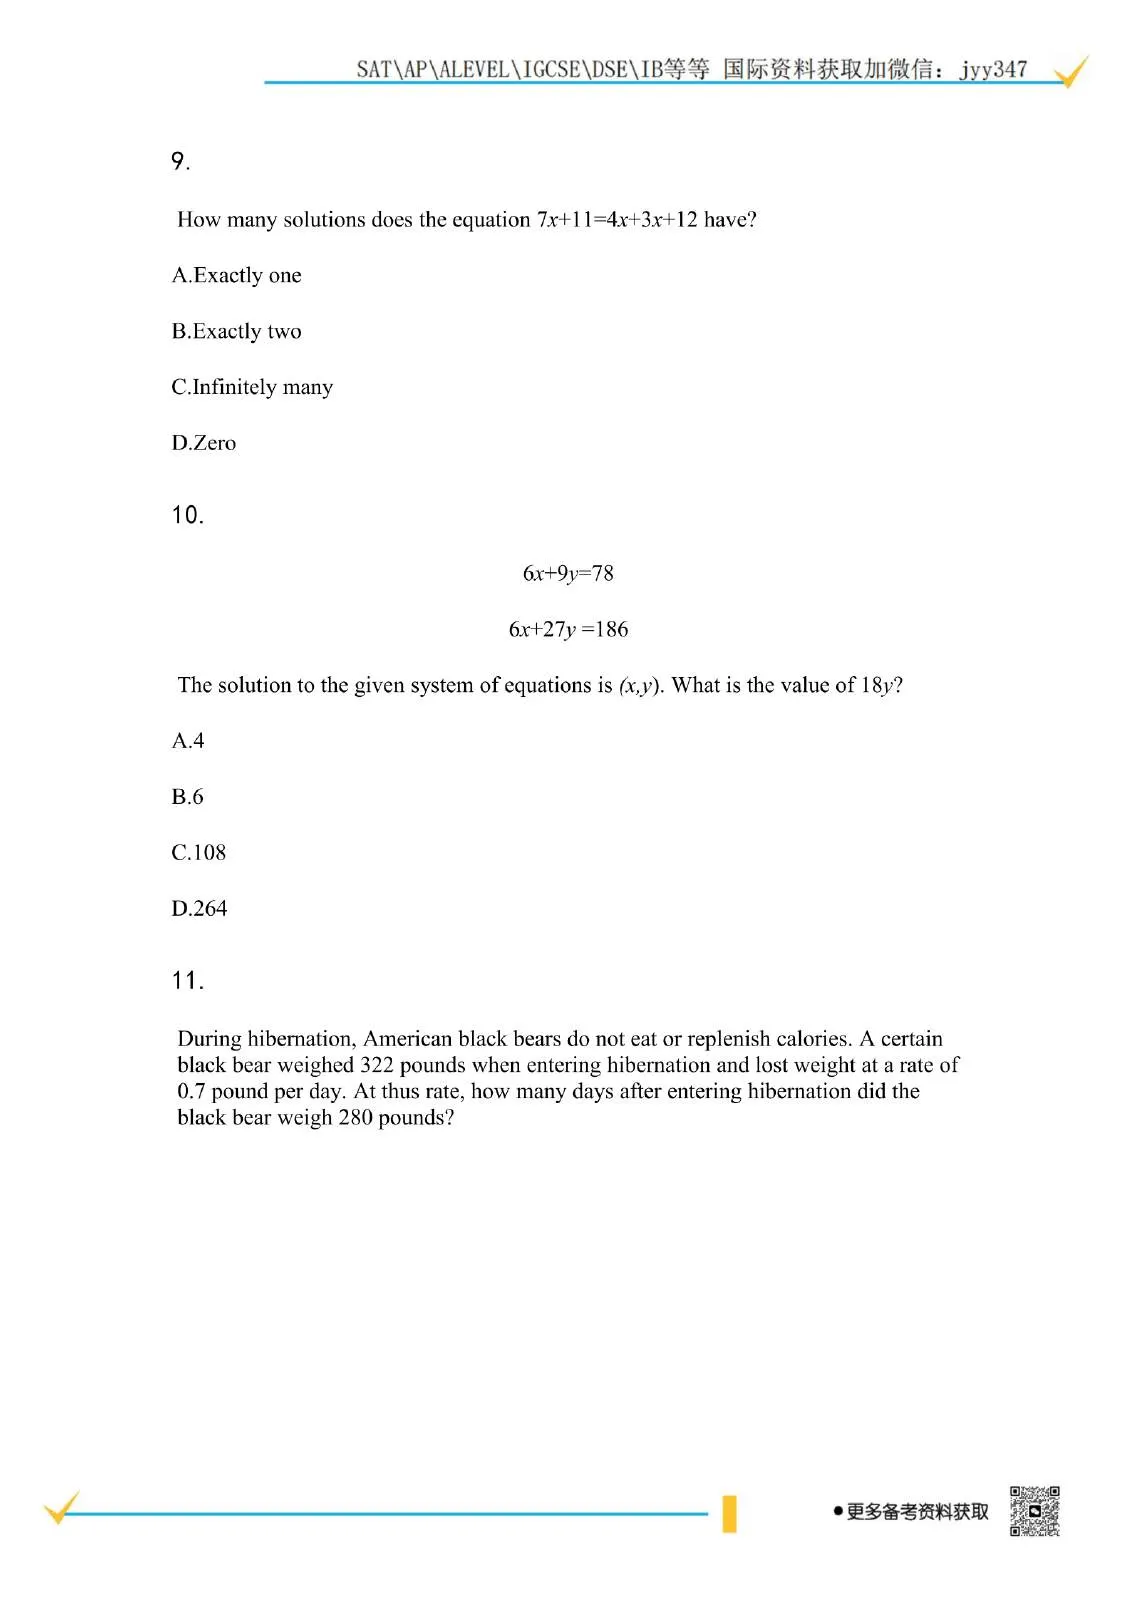 SAT\AP\ALEVEL\IGCSE\DSE\IB等等 国际资料获取加微信：jyy347
9.
How many solutions does the equation 7x+11=4x+3x+12 have?
A.Exactly one
B.Exactly two
C.Infinitely many
D.Zero
10.
6x+9y=78
6x+27y =186
The solution to the given system of equations is (x,y). What is the value of 18y?
A.4
B.6
C.108
D.264
11.
During hibernation, American black bears do not eat or replenish calories. A certain
black bear weighed 322 pounds when entering hibernation and lost weight at a rate of
0.7 pound per day. At thus rate, how many days after entering hibernation did the
black bear weigh 280 pounds?
●更多备考资料获取